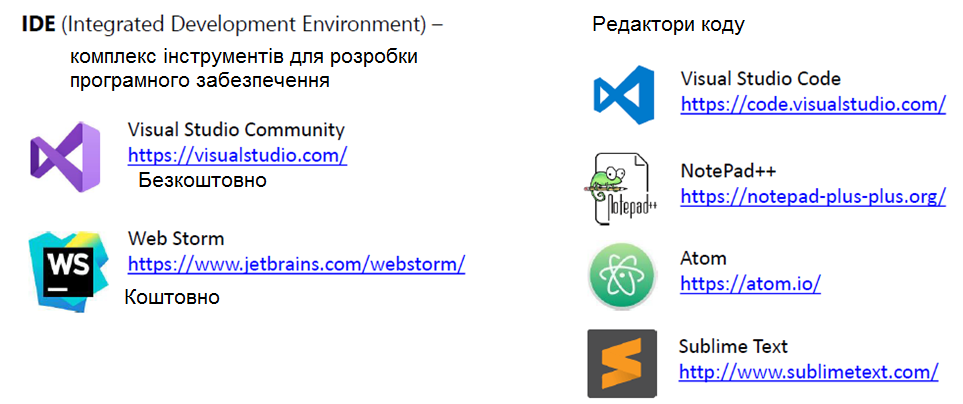 IDE (Integrated Development Environment) –
комплекс інструментів для розробки
програмного забезпечення
Visual Studio Community
https://visualstudio.com/
Безкоштовно
WS
Web Storm
https://www.jetbrains.com/webstorm/
Коштовно
Редактори коду
Visual Studio Code
https://code.visualstudio.com/
Notepad++
NotePad++
https://notepad-plus-plus.org/
Atom
https://atom.io/
Sublime Text
http://www.sublimetext.com/